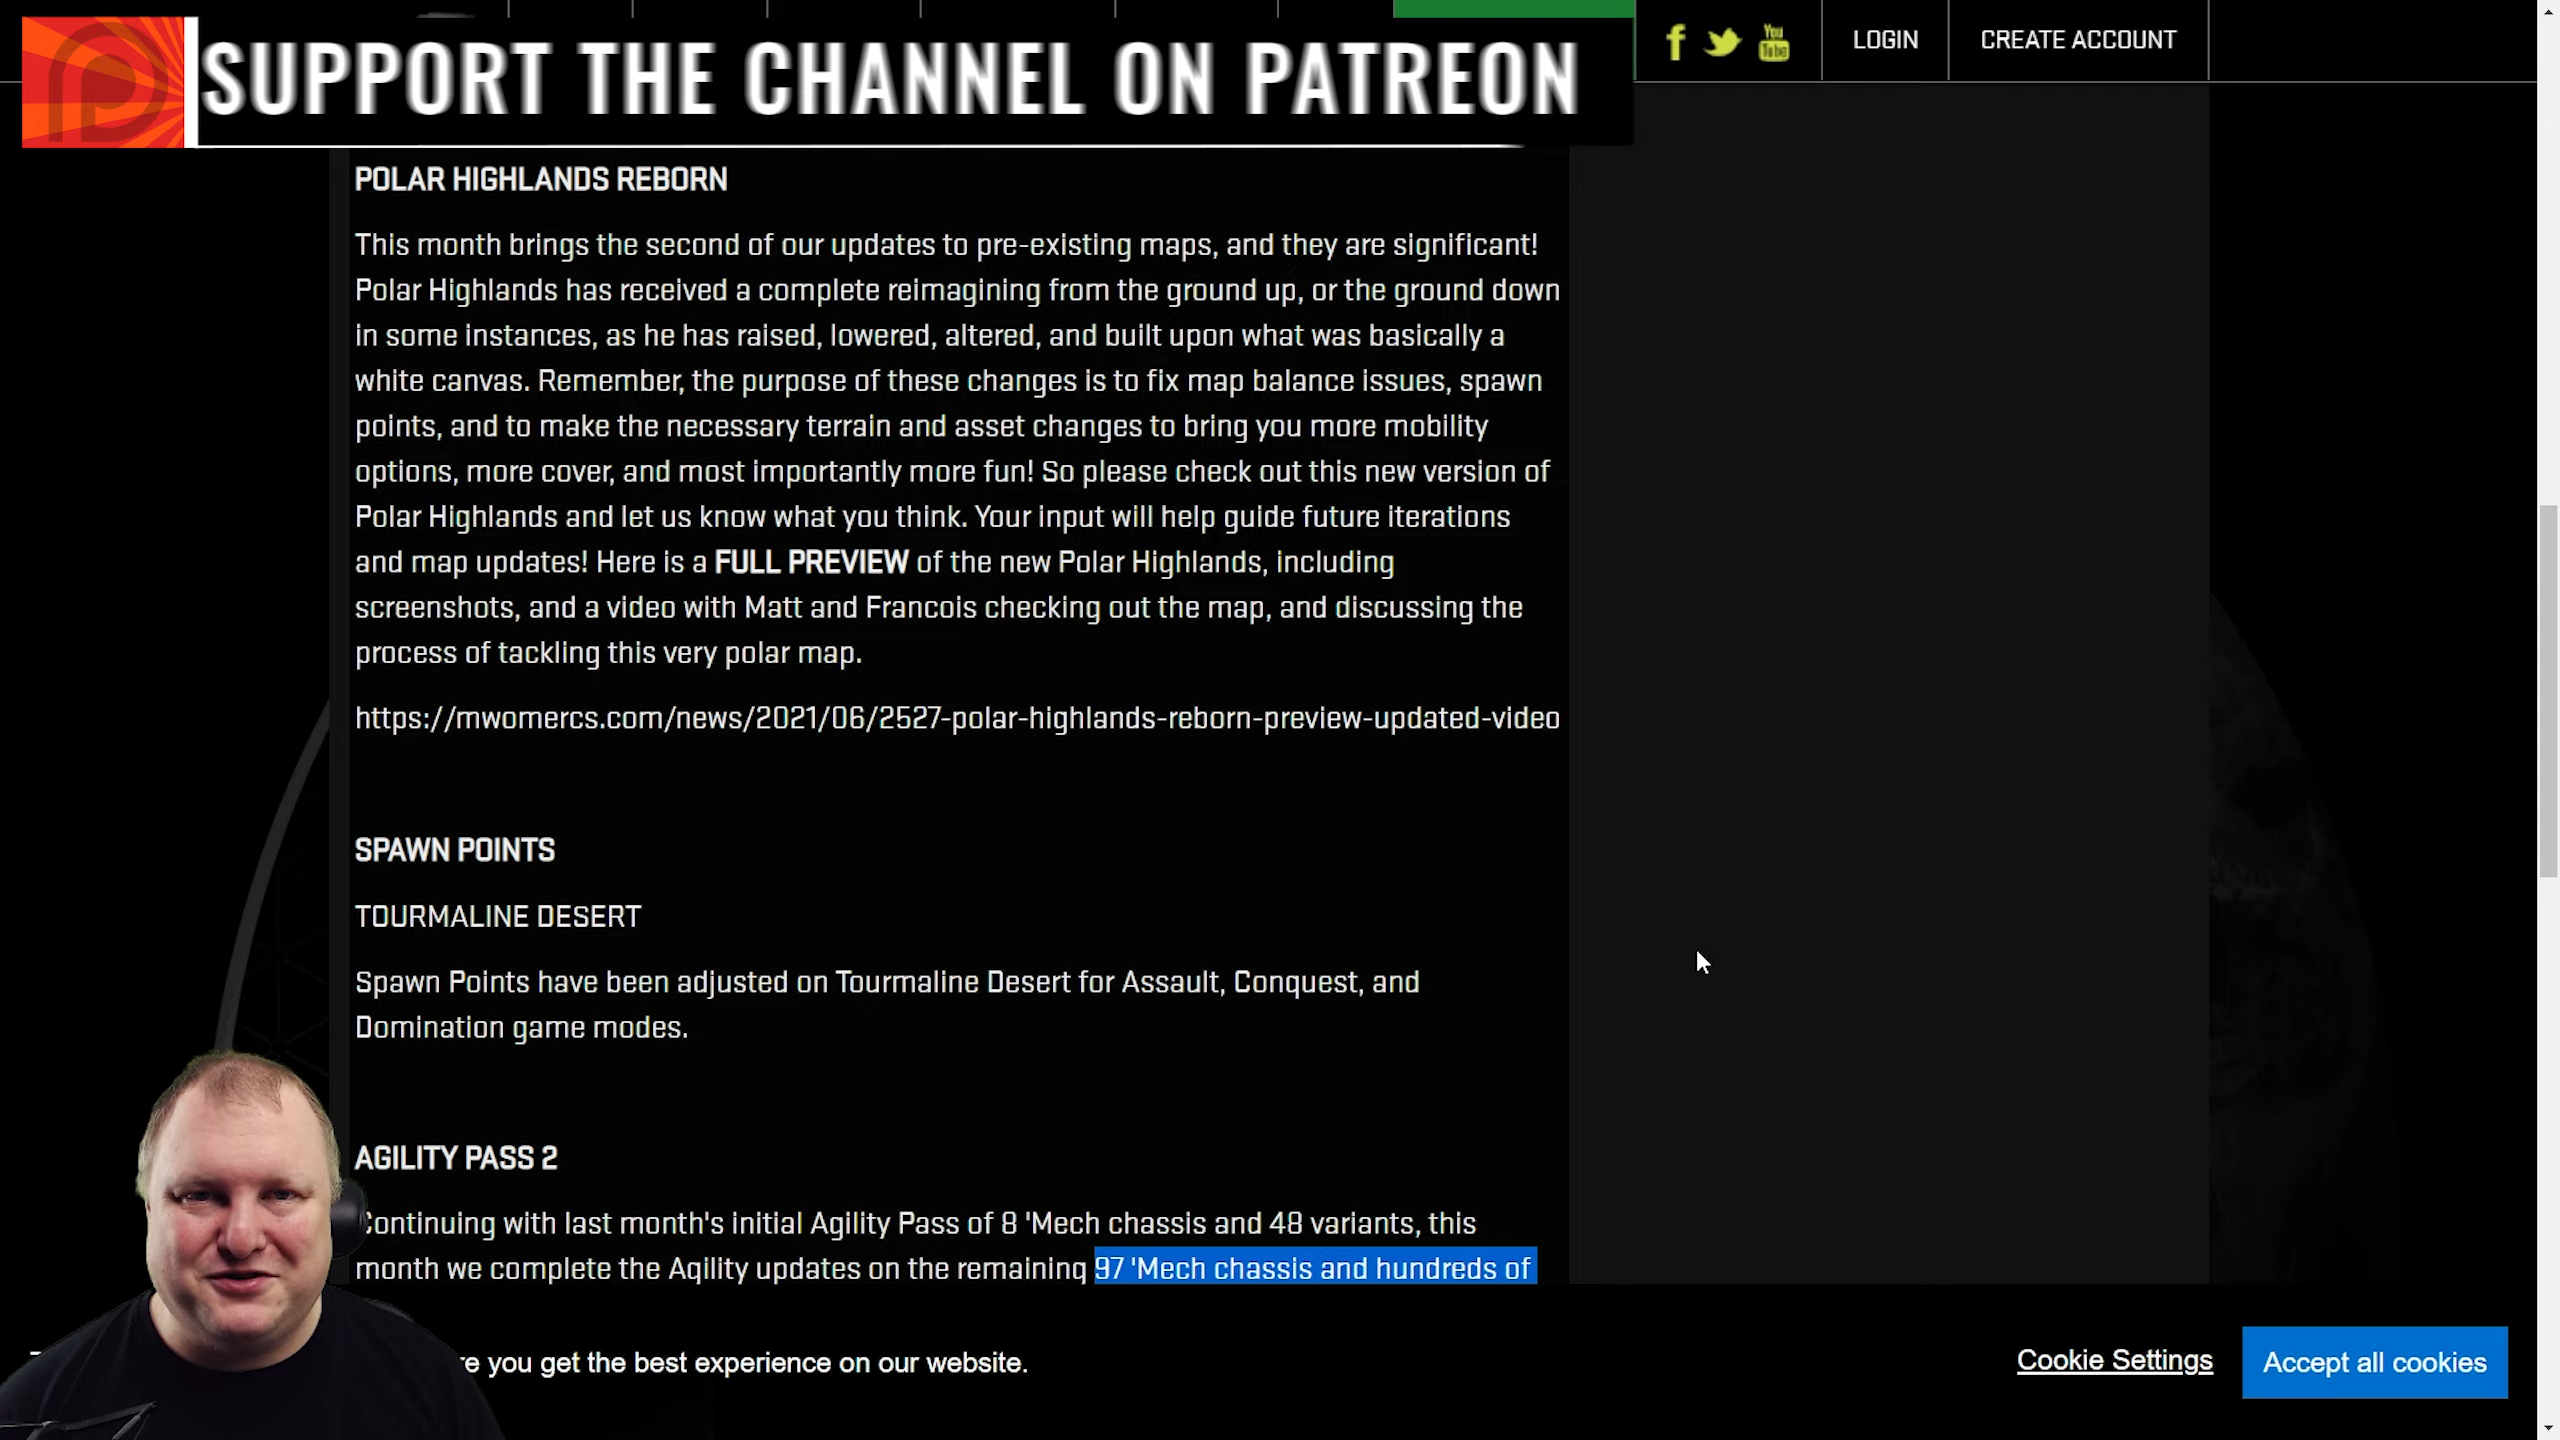 SUPPORT THE CHANNEL ON PATREON
You
Tube
LOGIN
CREATE ACCOUNT
POLAR HIGHLANDS REBORN
This month brings the second of our updates to pre-existing maps, and they are significant!
Polar Highlands has received a complete reimagining from the ground up, or the ground down
in some instances, as he has raised, lowered, altered, and built upon what was basically a
white canvas. Remember, the purpose of these changes is to fix map balance issues, spawn
points, and to make the necessary terrain and asset changes to bring you more mobility
options, more cover, and most importantly more fun! So please check out this new version of
Polar Highlands and let us know what you think. Your input will help guide future iterations
and map updates! Here is a FULL PREVIEW of the new Polar Highlands, including
screenshots, and a video with Matt and Francois checking out the map, and discussing the
process of tackling this very polar map.
https://mwomercs.com/news/2021/06/2527-polar-highlands-reborn-preview-updated-video
SPAWN POINTS
TOURMALINE DESERT
Spawn Points have been adjusted on Tourmaline Desert for Assault, Conquest, and
Domination game modes.
AGILITY PASS 2
Continuing with last month's initial Agility Pass of 8 'Mech chassis and 48 variants, this
month we complete the Agility updates on the remaining 97 'Mech chassis and hundreds of
you get the best experience on our website.
Cookie Settings
Accept all cookies